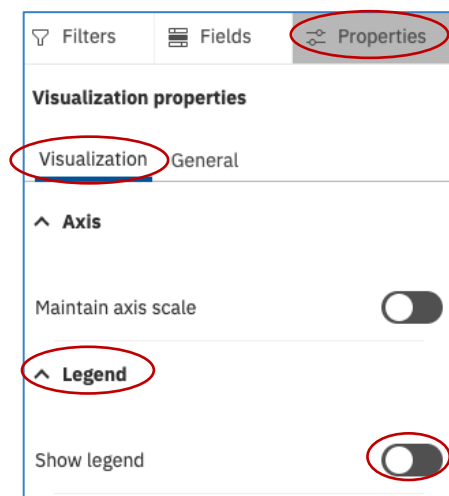 Filters Fields Properties
Visualization properties
Visualization General
Axis
Maintain axis scale
Legend
Show legend